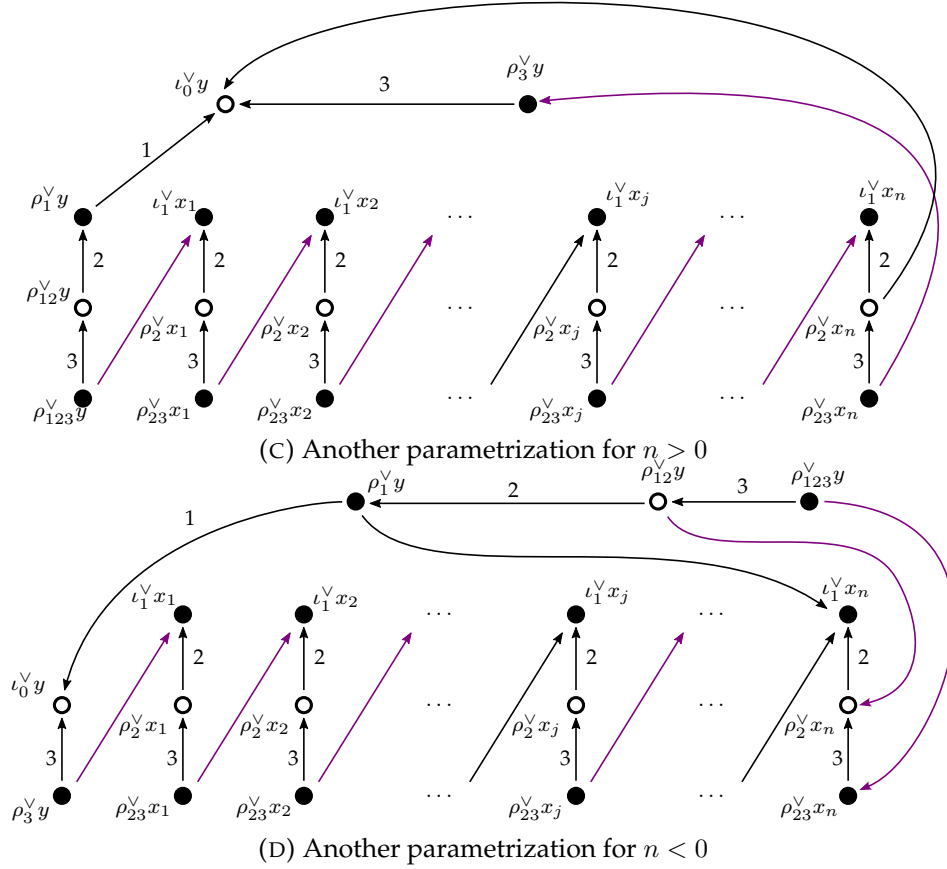 ι₀^∨ y 3 ρ₃^∨ y
1
ρ₁^∨ y ι₁^∨ x₁ ι₁^∨ x₂ ··· ι₁^∨ x_j ··· ι₁^∨ x_n
2 2 2 2 2
ρ₁₂^∨ y ρ₂^∨ x₁ ρ₂^∨ x₂ ··· ρ₂^∨ x_j ··· ρ₂^∨ x_n
3 3 3 3 3
ρ₁₂₃^∨ y ρ₂₃^∨ x₁ ρ₂₃^∨ x₂ ··· ρ₂₃^∨ x_j ··· ρ₂₃^∨ x_n
(C) Another parametrization for n > 0
ρ₁^∨ y 2 ρ₁₂^∨ y 3 ρ₁₂₃^∨ y
1
ι₁^∨ x₁ ι₁^∨ x₂ ··· ι₁^∨ x_j ··· ι₁^∨ x_n
2 2 2 2
ι₀^∨ y ρ₂^∨ x₁ ρ₂^∨ x₂ ··· ρ₂^∨ x_j ··· ρ₂^∨ x_n
3 3 3 3 3
ρ₃^∨ y ρ₂₃^∨ x₁ ρ₂₃^∨ x₂ ··· ρ₂₃^∨ x_j ··· ρ₂₃^∨ x_n
(D) Another parametrization for n < 0